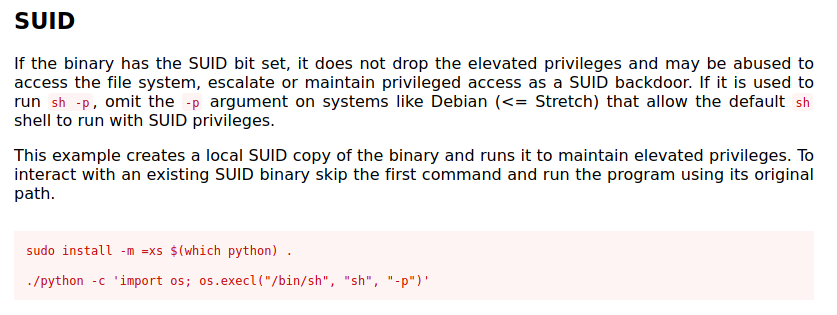 SUID
If the binary has the SUID bit set, it does not drop the elevated privileges and may be abused to
access the file system, escalate or maintain privileged access as a SUID backdoor. If it is used to
run sh -p, omit the -p argument on systems like Debian (<= Stretch) that allow the default sh
shell to run with SUID privileges.
This example creates a local SUID copy of the binary and runs it to maintain elevated privileges. To
interact with an existing SUID binary skip the first command and run the program using its original
path.
sudo install -m =xs $(which python) .
./python -c 'import os; os.execl("/bin/sh", "sh", "-p")'